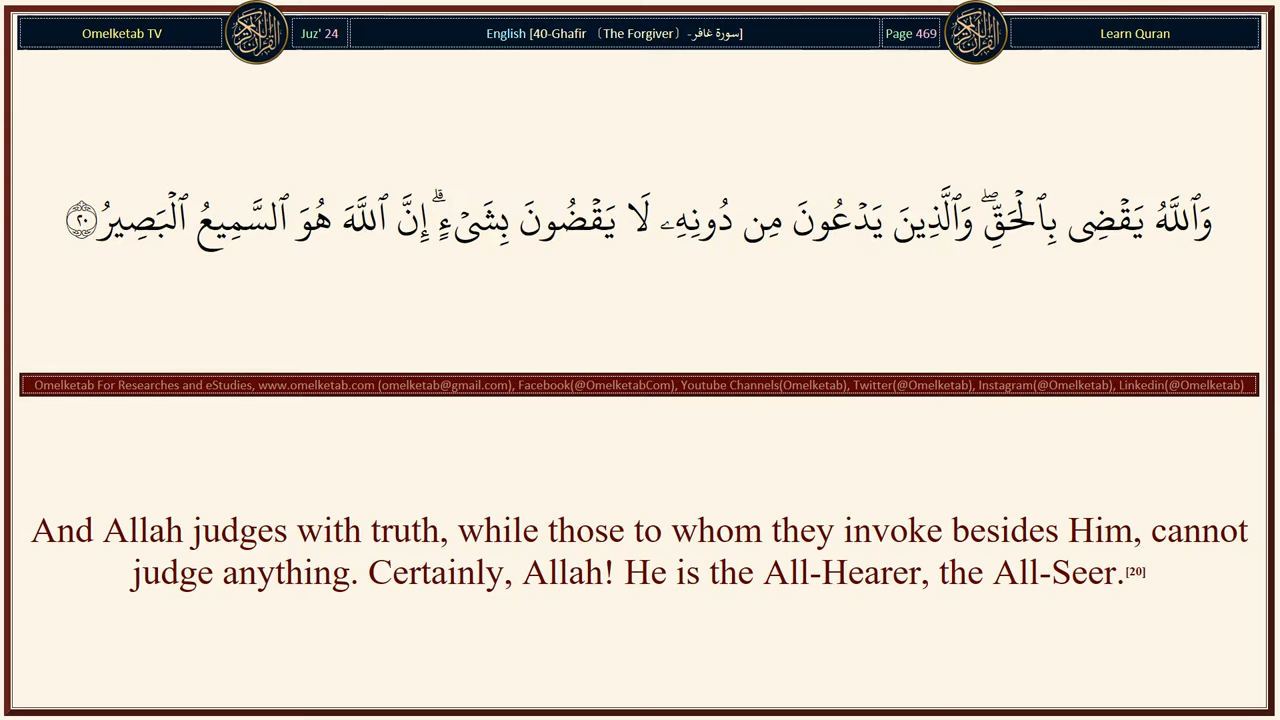 Omelketab TV
Juz' 24
English [40-Ghafir 〔The Forgiver〕-سورة غافر]
Page 469
Learn Quran
وَٱللَّهُ يَقۡضِى بِٱلۡحَقِّۖ وَٱلَّذِينَ يَدۡعُونَ مِن دُونِهِۦ لَا يَقۡضُونَ بِشَىۡءٍۗ إِنَّ ٱللَّهَ هُوَ ٱلسَّمِيعُ ٱلۡبَصِيرُ ٢٠
Omelketab For Researches and eStudies, www.omelketab.com (omelketab@gmail.com), Facebook(@OmelketabCom), Youtube Channels(Omelketab), Twitter(@Omelketab), Instagram(@Omelketab), Linkedin(@Omelketab)
And Allah judges with truth, while those to whom they invoke besides Him, cannot
judge anything. Certainly, Allah! He is the All-Hearer, the All-Seer.[20]